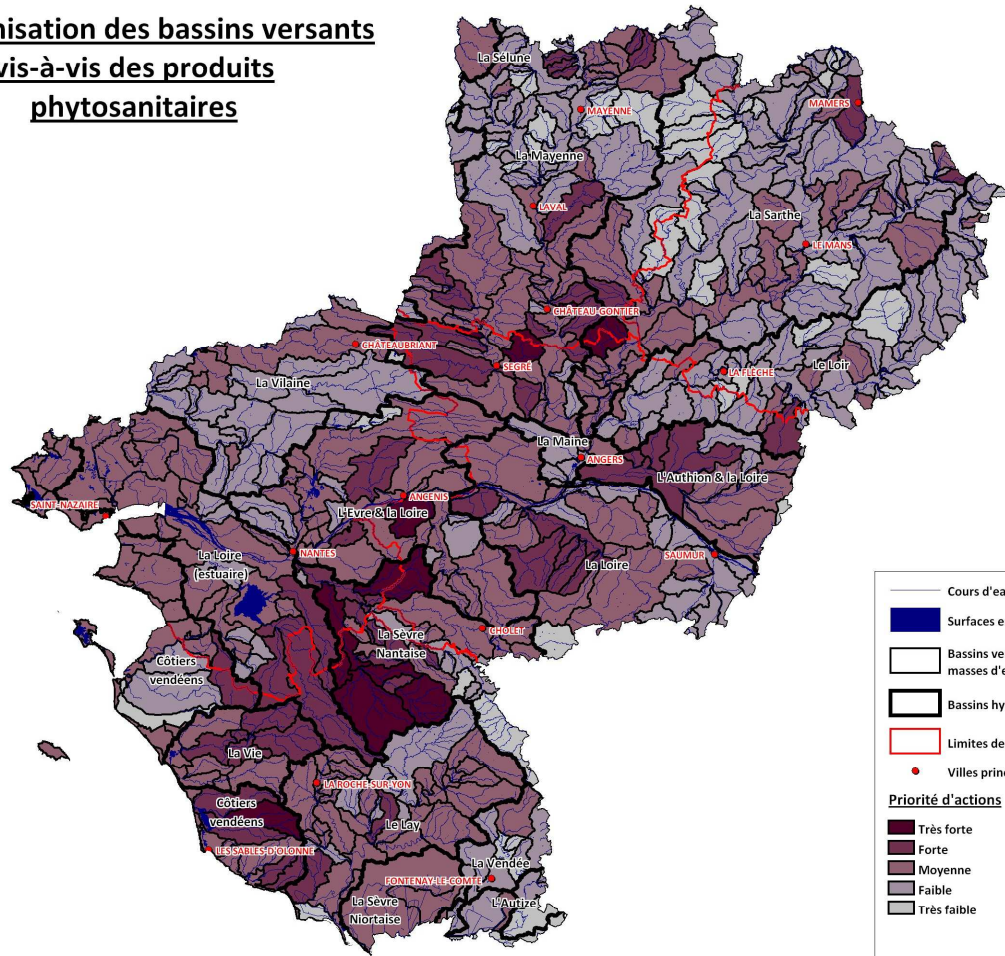 nisation des bassins versants
vis-à-vis des produits
phytosanitaires
La Sélune
MAYENNE
MAMERS
La Mayenne
LAVAL
La Sarthe
LE MANS
CHÂTEAU-GONTIER
CHÂTEAUBRIANT
SEGRÉ
LA FLÈCHE
Le Loir
La Vilaine
La Maine
ANGERS
L'Authion & la Loire
ANCENIS
L'Evre & la Loire
SAINT-NAZAIRE
NANTES
SAUMUR
La Loire
(estuaire)
La Loire
CHOLET
La Sèvre
Nantaise
Côtiers
vendéens
La Vie
LA ROCHE-SUR-YON
Côtiers
vendéens
Le Lay
LES SABLES-D'OLONNE
La Vendée
FONTENAY-LE-COMTE
L'Autize
La Sèvre
Niortaise
Cours d'ea
Surfaces e
Bassins ve
masses d'e
Bassins hy
Limites de
Villes prin
Priorité d'actions
Très forte
Forte
Moyenne
Faible
Très faible